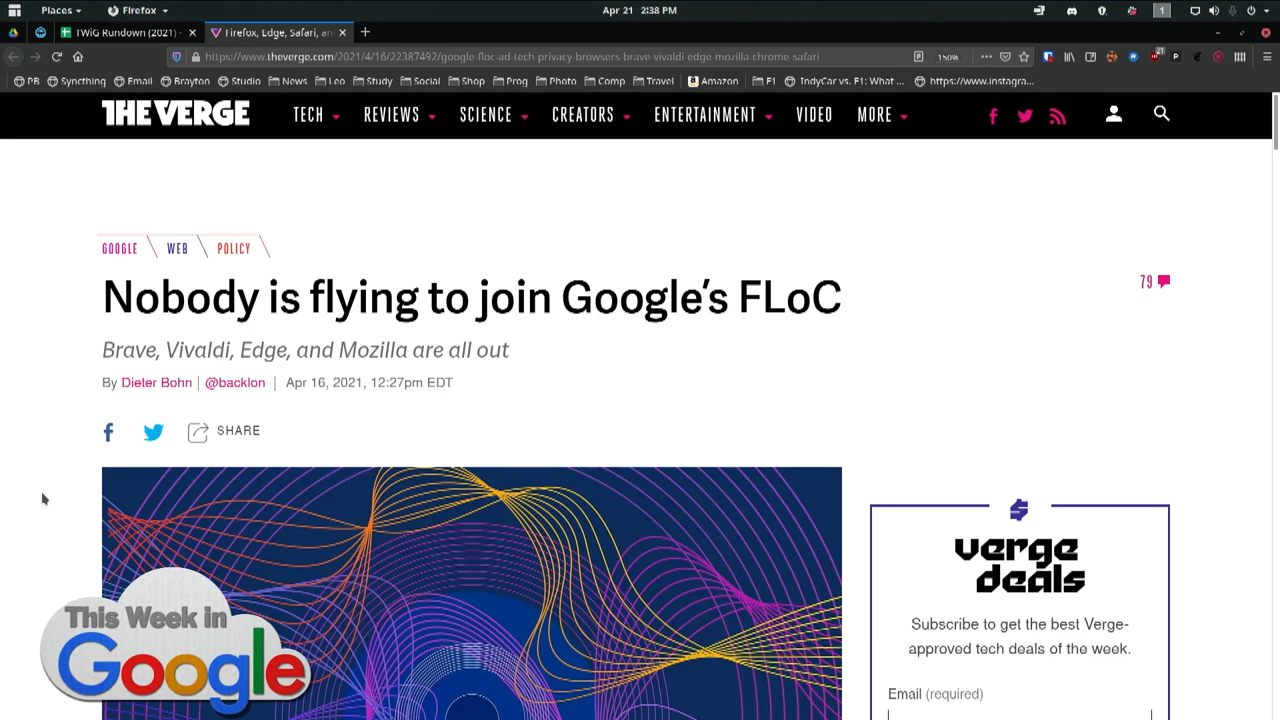 Places
Firefox
Apr 21 2:38 PM
1
TWiG Rundown (2021) -
Firefox, Edge, Safari, an
https://www.theverge.com/2021/4/16/22387492/google-floc-ad-tech-privacy-browsers-brave-vivaldi-edge-mozilla-chrome-safari
150%
21
PB
Syncthing
Email
Brayton
Studio
News
Leo
Study
Social
Shop
Prog
Photo
Comp
Travel
Amazon
F1
IndyCar vs. F1: What ...
https://www.instagra...
THE VERGE
TECH
REVIEWS
SCIENCE
CREATORS
ENTERTAINMENT
VIDEO
MORE
GOOGLE
WEB
POLICY
Nobody is flying to join Google's FLoC
79
Brave, Vivaldi, Edge, and Mozilla are all out
By Dieter Bohn | @backlon | Apr 16, 2021, 12:27pm EDT
SHARE
verge
deals
Subscribe to get the best Verge-
approved tech deals of the week.
Email (required)
This Week in
Google